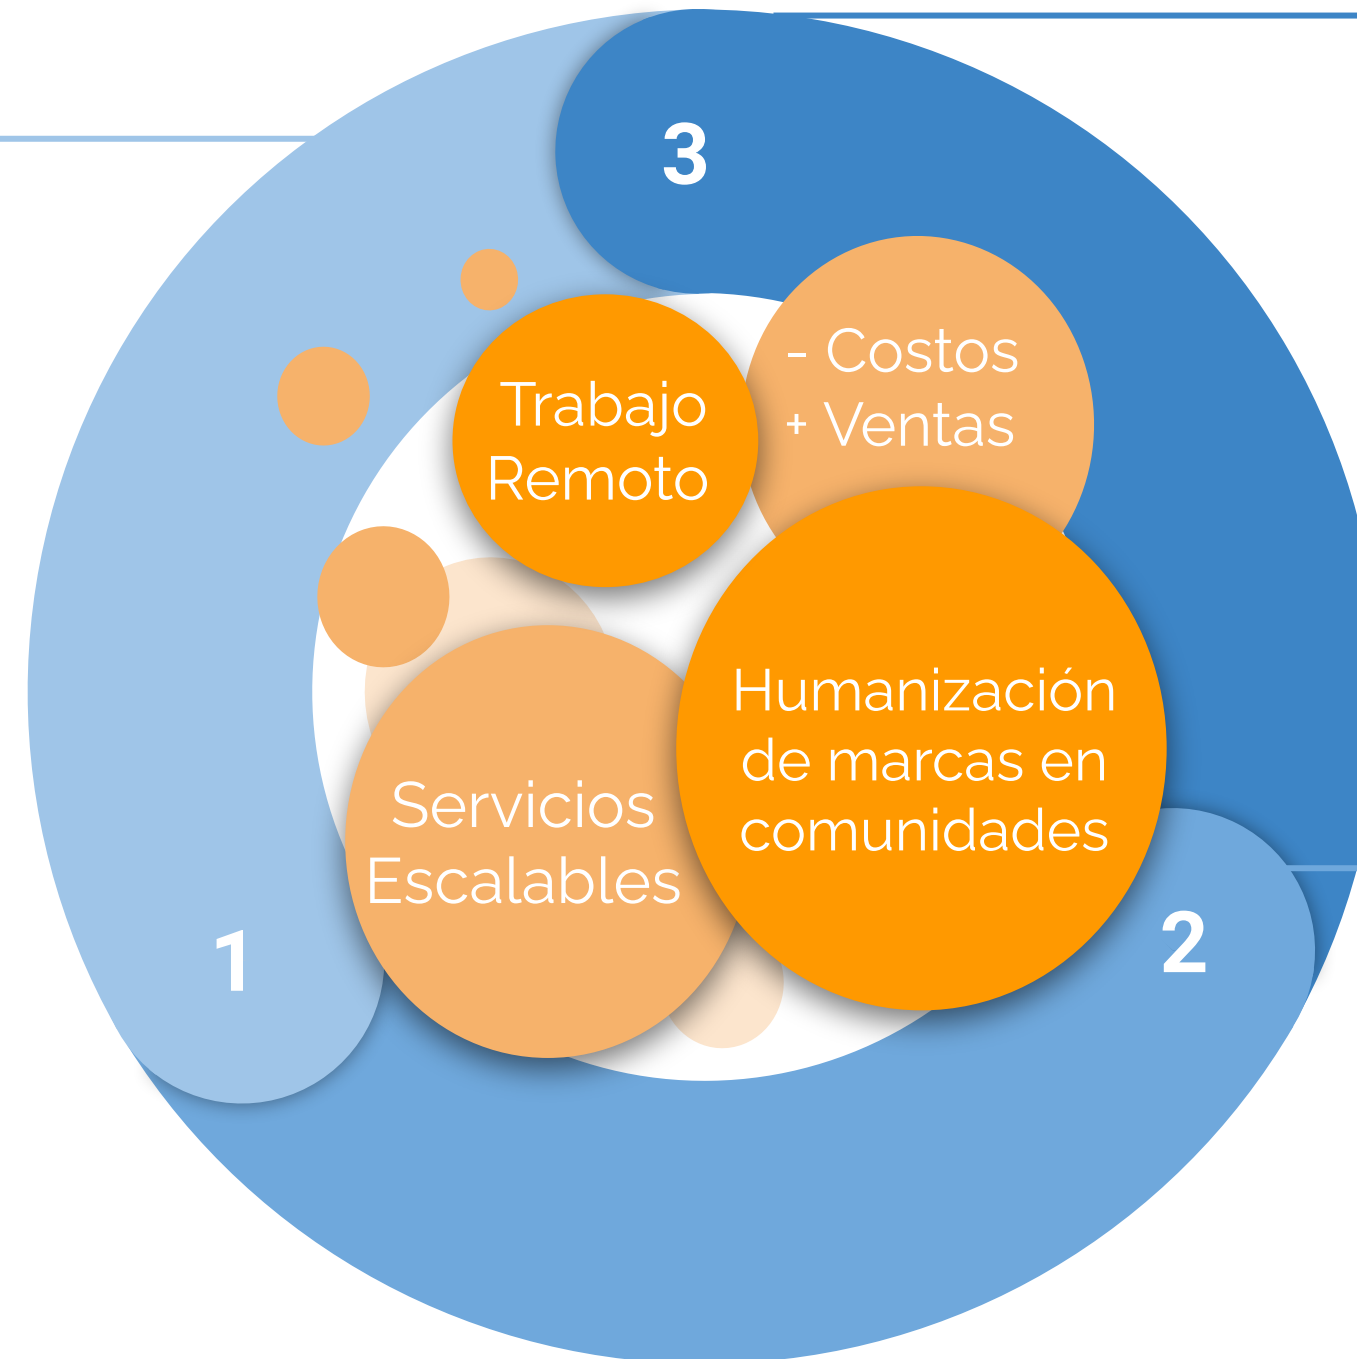 3
- Costos
+ Ventas
Trabajo
Remoto
Humanización
de marcas en
comunidades
Servicios
Escalables
1
2